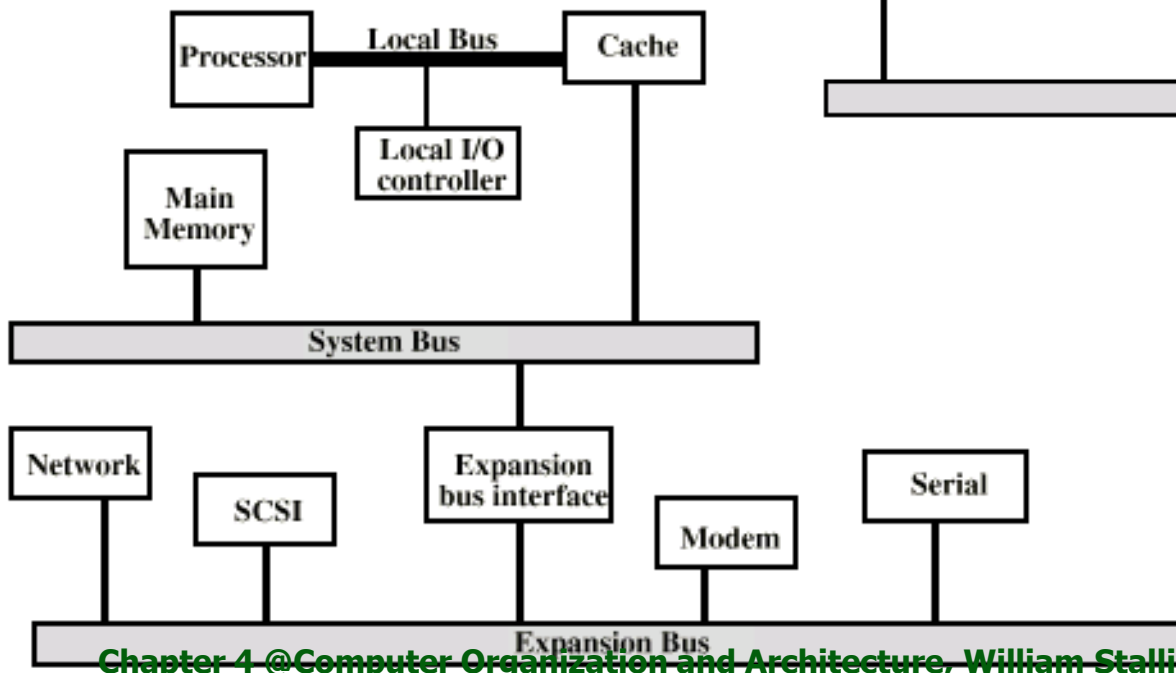 Local Bus
Processor
Cache
Local I/O
controller
Main
Memory
System Bus
Network
SCSI
Expansion
bus interface
Modem
Serial
Expansion Bus
Chapter 4 @Computer Organization and Architecture, William Stalli